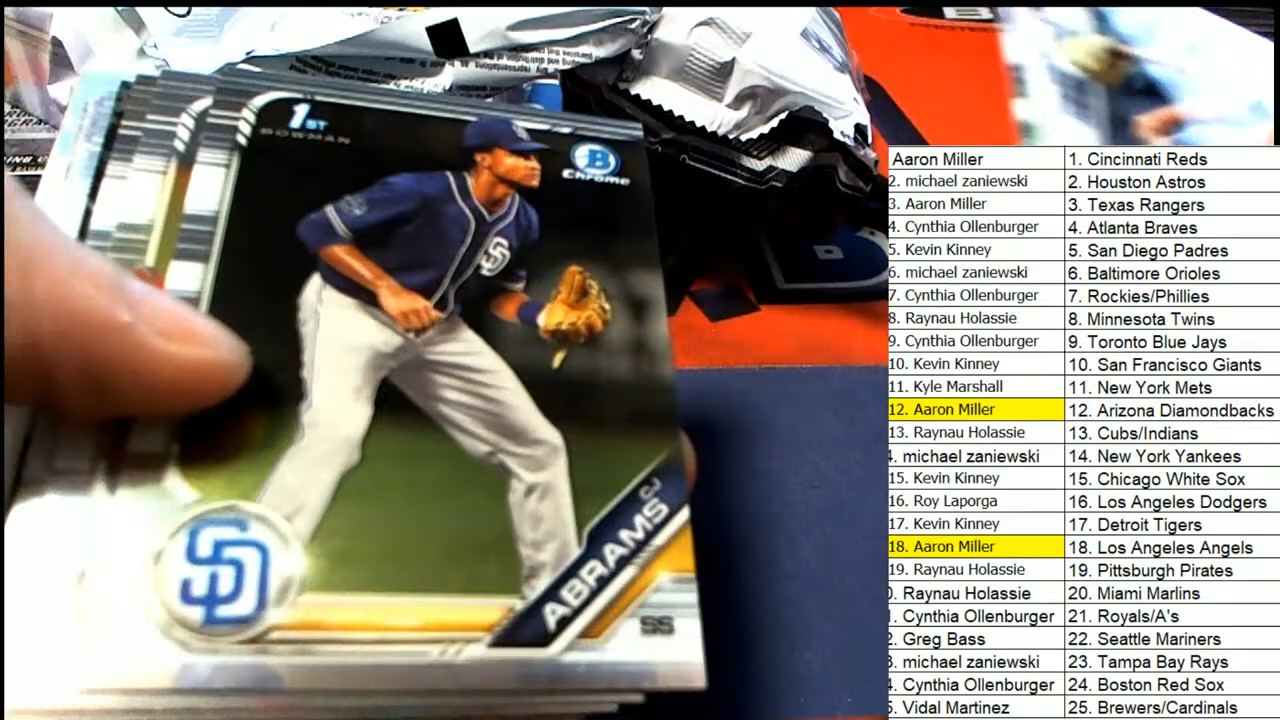 1ST
BOWMAN
B
Chrome
SD
SD
CJ
ABRAMS
SS
Aaron Miller 1. Cincinnati Reds
2. michael zaniewski 2. Houston Astros
3. Aaron Miller 3. Texas Rangers
4. Cynthia Ollenburger 4. Atlanta Braves
5. Kevin Kinney 5. San Diego Padres
6. michael zaniewski 6. Baltimore Orioles
7. Cynthia Ollenburger 7. Rockies/Phillies
8. Raynau Holassie 8. Minnesota Twins
9. Cynthia Ollenburger 9. Toronto Blue Jays
10. Kevin Kinney 10. San Francisco Giants
11. Kyle Marshall 11. New York Mets
12. Aaron Miller 12. Arizona Diamondbacks
13. Raynau Holassie 13. Cubs/Indians
. michael zaniewski 14. New York Yankees
15. Kevin Kinney 15. Chicago White Sox
16. Roy Laporga 16. Los Angeles Dodgers
17. Kevin Kinney 17. Detroit Tigers
18. Aaron Miller 18. Los Angeles Angels
19. Raynau Holassie 19. Pittsburgh Pirates
. Raynau Holassie 20. Miami Marlins
. Cynthia Ollenburger 21. Royals/A's
. Greg Bass 22. Seattle Mariners
. michael zaniewski 23. Tampa Bay Rays
. Cynthia Ollenburger 24. Boston Red Sox
. Vidal Martinez 25. Brewers/Cardinals